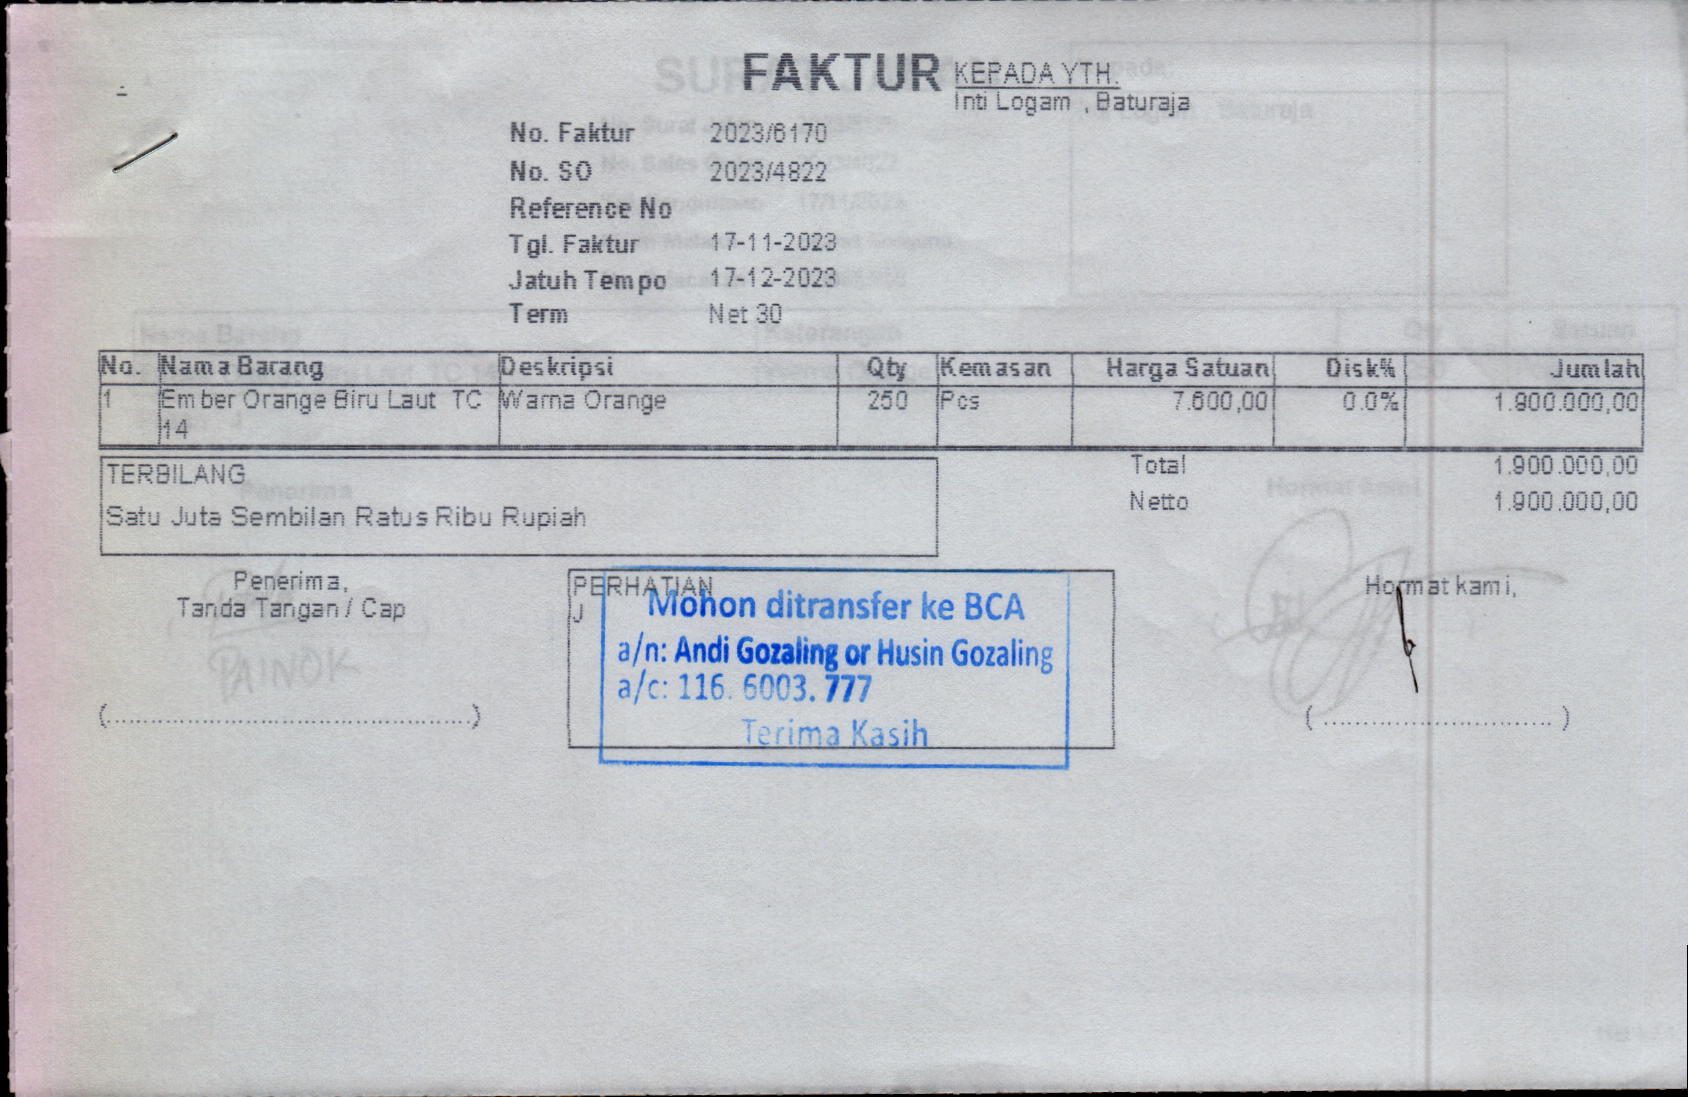 FAKTUR
KEPADA YTH.
Inti Logam , Baturaja
No. Faktur 2023/6170
No. SO 2023/4822
Reference No
Tgl. Faktur 17-11-2023
Jatuh Tempo 17-12-2023
Term Net 30
No. Nama Barang Deskripsi Qty Kemasan Harga Satuan Disk% Jumlah
1 Ember Orange Biru Laut TC Warna Orange 250 Pcs 7.600,00 0.0% 1.900.000,00
14
TERBILANG
Satu Juta Sembilan Ratus Ribu Rupiah
Total 1.900.000,00
Netto 1.900.000,00
Penerima,
Tanda Tangan / Cap
(..............................................)
PERHATIAN
J
Mohon ditransfer ke BCA
a/n: Andi Gozaling or Husin Gozaling
a/c: 116. 6003. 777
Terima Kasih
Hormat kami,
( ............................. )
PAINOK